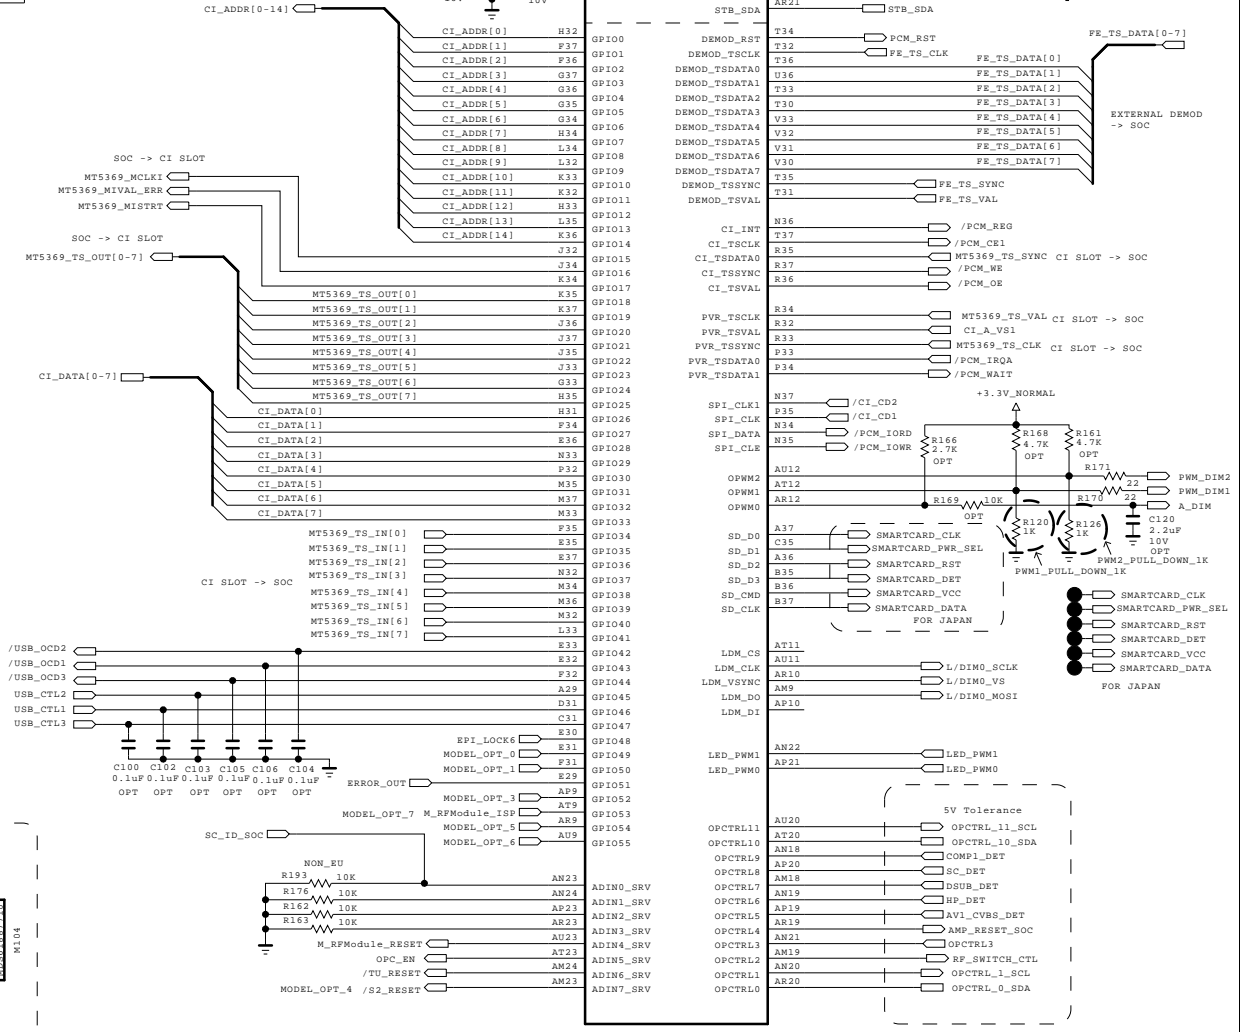 10V
AR21
STB_SDA
STB_SDA
CI_ADDR[0-14]
CI_ADDR[0] H32 GPIO0
CI_ADDR[1] F37 GPIO1
CI_ADDR[2] F36 GPIO2
CI_ADDR[3] G37 GPIO3
CI_ADDR[4] G36 GPIO4
CI_ADDR[5] G35 GPIO5
CI_ADDR[6] G34 GPIO6
CI_ADDR[7] H34 GPIO7
CI_ADDR[8] L34 GPIO8
CI_ADDR[9] L32 GPIO9
CI_ADDR[10] K33 GPIO10
CI_ADDR[11] K32 GPIO11
CI_ADDR[12] H33 GPIO12
CI_ADDR[13] L35 GPIO13
CI_ADDR[14] K36 GPIO14
SOC -> CI SLOT
MT5369_MCLKI
MT5369_MIVAL_ERR
MT5369_MISTRT
J32 GPIO15
J34 GPIO16
K34 GPIO17
SOC -> CI SLOT
MT5369_TS_OUT[0-7]
MT5369_TS_OUT[0] K35 GPIO18
MT5369_TS_OUT[1] K37 GPIO19
MT5369_TS_OUT[2] J36 GPIO20
MT5369_TS_OUT[3] J37 GPIO21
MT5369_TS_OUT[4] J35 GPIO22
MT5369_TS_OUT[5] J33 GPIO23
MT5369_TS_OUT[6] G33 GPIO24
MT5369_TS_OUT[7] H35 GPIO25
CI_DATA[0-7]
CI_DATA[0] H31 GPIO26
CI_DATA[1] F34 GPIO27
CI_DATA[2] E36 GPIO28
CI_DATA[3] N33 GPIO29
CI_DATA[4] P32 GPIO30
CI_DATA[5] M35 GPIO31
CI_DATA[6] M37 GPIO32
CI_DATA[7] M33 GPIO33
MT5369_TS_IN[0] F35 GPIO34
MT5369_TS_IN[1] E35 GPIO35
MT5369_TS_IN[2] E37 GPIO36
MT5369_TS_IN[3] N32 GPIO37
CI SLOT -> SOC
MT5369_TS_IN[4] M34 GPIO38
MT5369_TS_IN[5] M36 GPIO39
MT5369_TS_IN[6] M32 GPIO40
MT5369_TS_IN[7] L33 GPIO41
/USB_OCD2 E33 GPIO42
/USB_OCD1 E32 GPIO43
/USB_OCD3 F32 GPIO44
USB_CTL2 A29 GPIO45
USB_CTL1 D31 GPIO46
USB_CTL3 C31 GPIO47
EPI_LOCK6 E30 GPIO48
MODEL_OPT_0 E31 GPIO49
MODEL_OPT_1 F31 GPIO50
C100 C102 C103 C105 C106 C104
0.1uF 0.1uF 0.1uF 0.1uF 0.1uF 0.1uF
OPT OPT OPT OPT OPT OPT
ERROR_OUT E29 GPIO51
MODEL_OPT_3 AP9 GPIO52
MODEL_OPT_7 M_RFModule_ISP AT9 GPIO53
MODEL_OPT_5 AR9 GPIO54
MODEL_OPT_6 AU9 GPIO55
SC_ID_SOC
NON_EU
R193 10K AN23 ADIN0_SRV
R176 10K AN24 ADIN1_SRV
R162 10K AP23 ADIN2_SRV
R163 10K AR23 ADIN3_SRV
M_RFModule_RESET AU23 ADIN4_SRV
OPC_EN AT23 ADIN5_SRV
/TU_RESET AM24 ADIN6_SRV
MODEL_OPT_4 /S2_RESET AM23 ADIN7_SRV
M104
DEMOD_RST T34 PCM_RST
DEMOD_TSCLK T32 FE_TS_CLK
FE_TS_DATA[0-7]
DEMOD_TSDATA0 T36 FE_TS_DATA[0]
DEMOD_TSDATA1 U36 FE_TS_DATA[1]
DEMOD_TSDATA2 T33 FE_TS_DATA[2]
DEMOD_TSDATA3 T30 FE_TS_DATA[3]
DEMOD_TSDATA4 V33 FE_TS_DATA[4]
DEMOD_TSDATA5 V32 FE_TS_DATA[5]
DEMOD_TSDATA6 V31 FE_TS_DATA[6]
DEMOD_TSDATA7 V30 FE_TS_DATA[7]
EXTERNAL DEMOD
-> SOC
DEMOD_TSSYNC T35 FE_TS_SYNC
DEMOD_TSVAL T31 FE_TS_VAL
CI_INT N36 /PCM_REG
CI_TSCLK T37 /PCM_CE1
CI_TSDATA0 R35 MT5369_TS_SYNC CI SLOT -> SOC
CI_TSSYNC R37 /PCM_WE
CI_TSVAL R36 /PCM_OE
PVR_TSCLK R34 MT5369_TS_VAL CI SLOT -> SOC
PVR_TSVAL R32 CI_A_VS1
PVR_TSSYNC R33 MT5369_TS_CLK CI SLOT -> SOC
PVR_TSDATA0 P33 /PCM_IRQA
PVR_TSDATA1 P34 /PCM_WAIT
SPI_CLK1 N37 /CI_CD2
SPI_CLK P35 /CI_CD1
SPI_DATA N34 /PCM_IORD
SPI_CLE N35 /PCM_IOWR
+3.3V_NORMAL
R166 2.7K OPT
R168 4.7K OPT
R161 4.7K OPT
OPWM2 AU12 R171 22 PWM_DIM2
OPWM1 AT12 R170 22 PWM_DIM1
OPWM0 AR12 R169 10K OPT A_DIM
R120 1K
R126 1K
C120
2.2uF
10V
OPT
PWM2_PULL_DOWN_1K
PWM1_PULL_DOWN_1K
SD_D0 A37 SMARTCARD_CLK
SD_D1 C35 SMARTCARD_PWR_SEL
SD_D2 A36 SMARTCARD_RST
SD_D3 B35 SMARTCARD_DET
SD_CMD B36 SMARTCARD_VCC
SD_CLK B37 SMARTCARD_DATA
FOR JAPAN
SMARTCARD_CLK
SMARTCARD_PWR_SEL
SMARTCARD_RST
SMARTCARD_DET
SMARTCARD_VCC
SMARTCARD_DATA
FOR JAPAN
LDM_CS AT11
LDM_CLK AU11 L/DIM0_SCLK
LDM_VSYNC AR10 L/DIM0_VS
LDM_DO AM9 L/DIM0_MOSI
LDM_DI AP10
LED_PWM1 AN22 LED_PWM1
LED_PWM0 AP21 LED_PWM0
5V Tolerance
OPCTRL11 AU20 OPCTRL_11_SCL
OPCTRL10 AT20 OPCTRL_10_SDA
OPCTRL9 AN18 COMP1_DET
OPCTRL8 AP20 SC_DET
OPCTRL7 AM18 DSUB_DET
OPCTRL6 AN19 HP_DET
OPCTRL5 AP19 AV1_CVBS_DET
OPCTRL4 AR19 AMP_RESET_SOC
OPCTRL3 AN21 OPCTRL3
OPCTRL2 AM19 RF_SWITCH_CTL
OPCTRL1 AN20 OPCTRL_1_SCL
OPCTRL0 AR20 OPCTRL_0_SDA